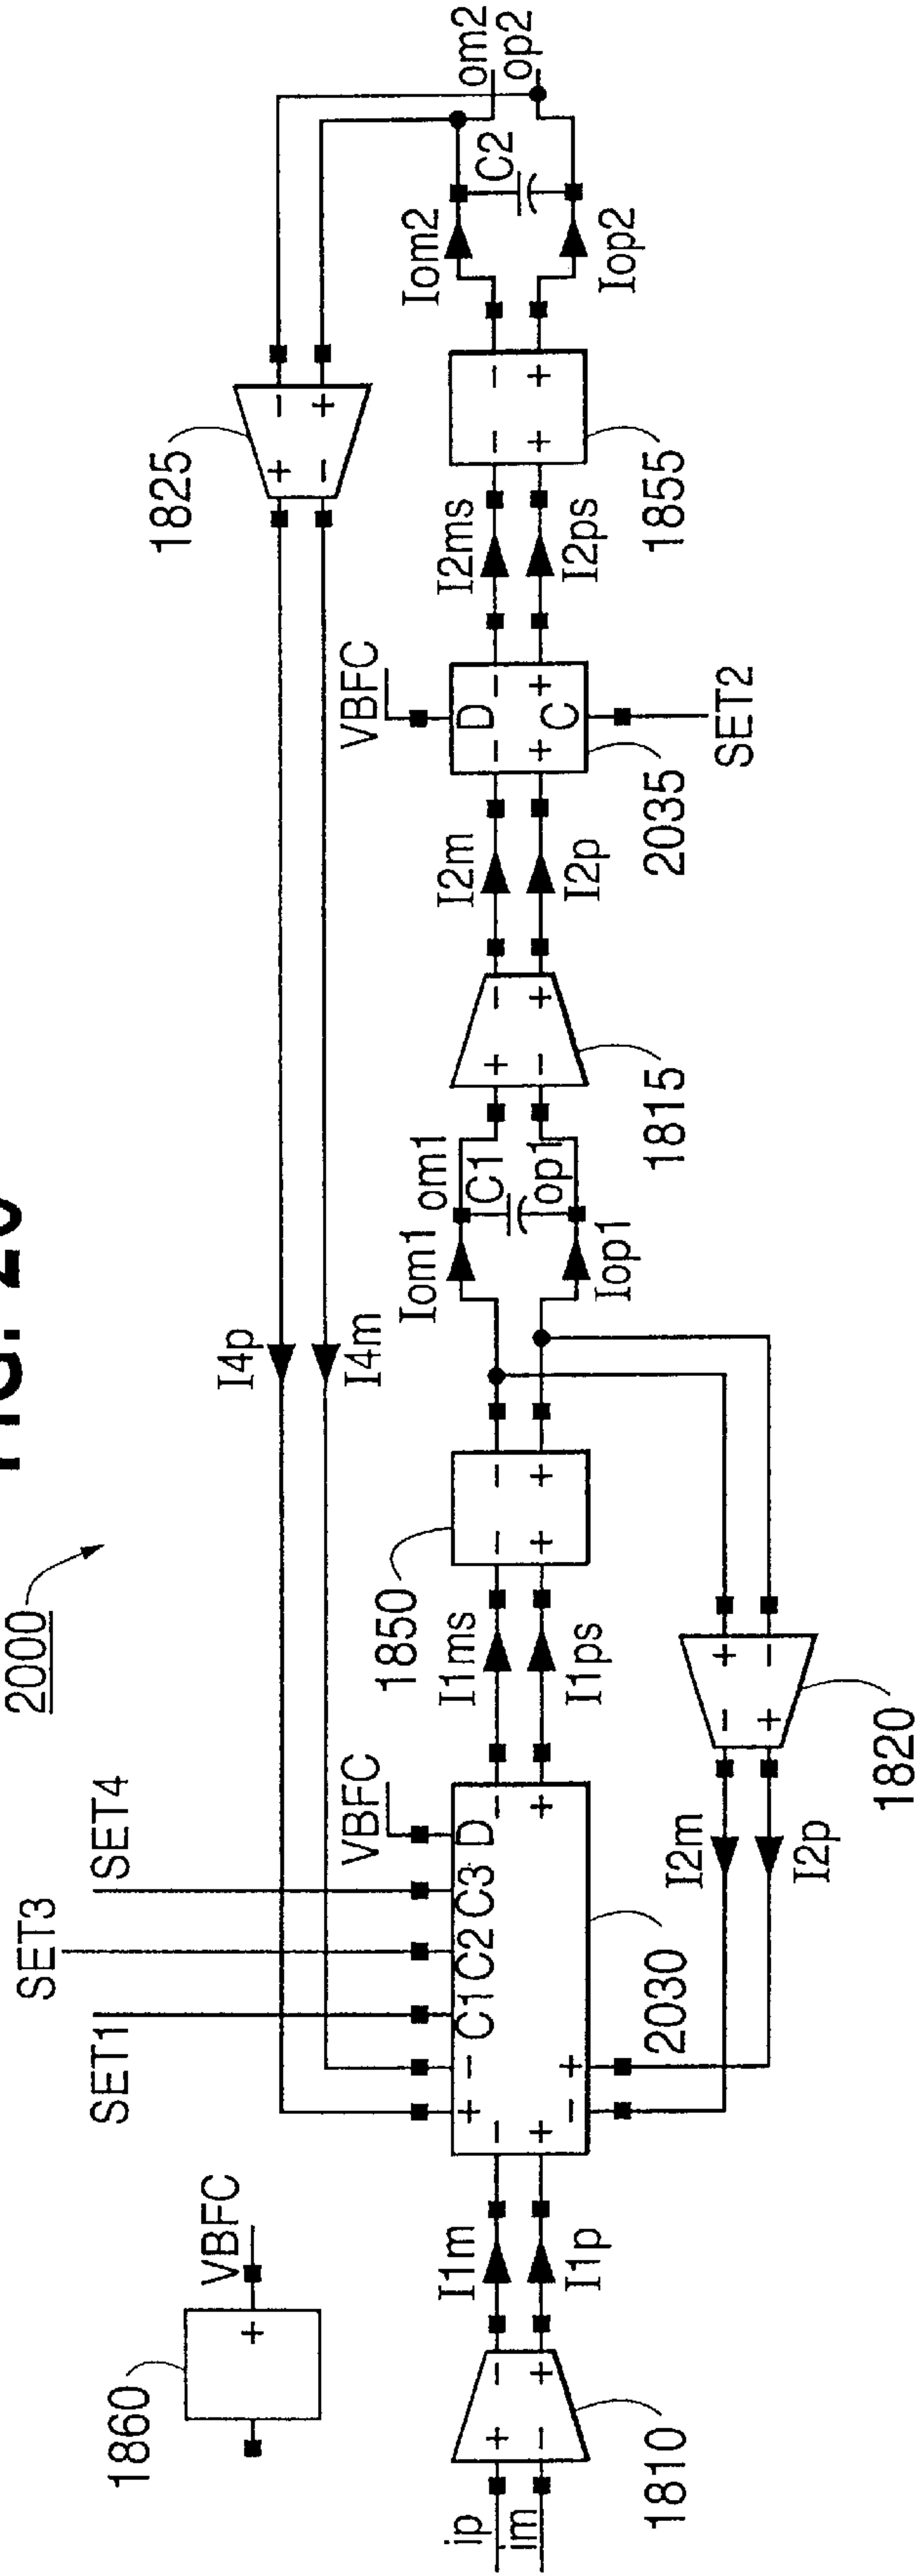 2000
1860
VBFC
SET1
SET3
SET4
I4p
I4m
1825
ip
im
+
−
−
+
1810
I1m
I1p
+
−
C1
C2
C3
D
VBFC
−
+
−
+
−
+
2030
I1ms
I1ps
1850
−
−
+
+
I2m
I2p
−
+
+
−
1820
Iom1
om1
C1
op1
Iop1
+
−
−
+
1815
I2m
I2p
VBFC
D
−
−
+
+
C
2035
SET2
I2ms
I2ps
−
−
+
+
1855
+
−
−
+
Iom2
C2
Iop2
om2
op2